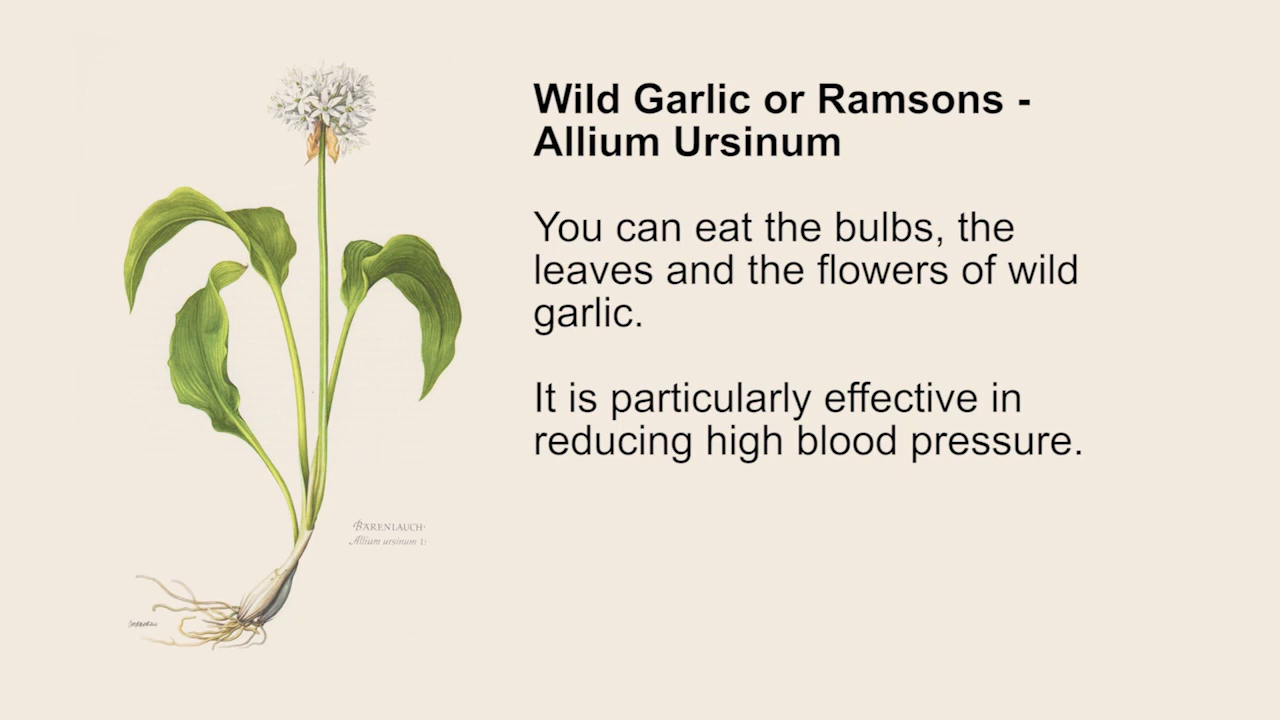 Wild Garlic or Ramsons -
Allium Ursinum
You can eat the bulbs, the
leaves and the flowers of wild
garlic.
It is particularly effective in
reducing high blood pressure.
BÄRENLAUCH
Allium ursinum L.